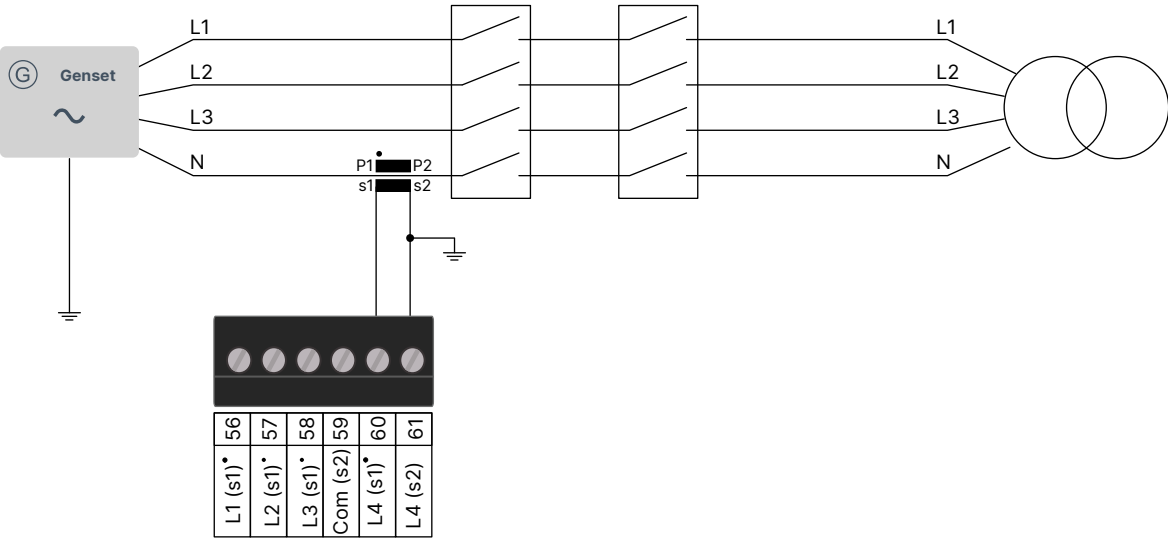 L1 L1
G Genset
L2 L2
L3 L3
N N
P1 P2
s1 s2
56 57 58 59 60 61
L1 (s1)•
L2 (s1)•
L3 (s1)•
Com (s2)
L4 (s1)•
L4 (s2)